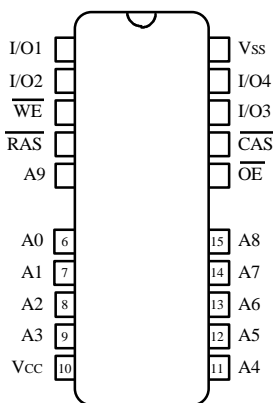 I/O1 Vss
I/O2 I/O4
WE I/O3
RAS CAS
A9 OE
A0 6 15 A8
A1 7 14 A7
A2 8 13 A6
A3 9 12 A5
VCC 10 11 A4